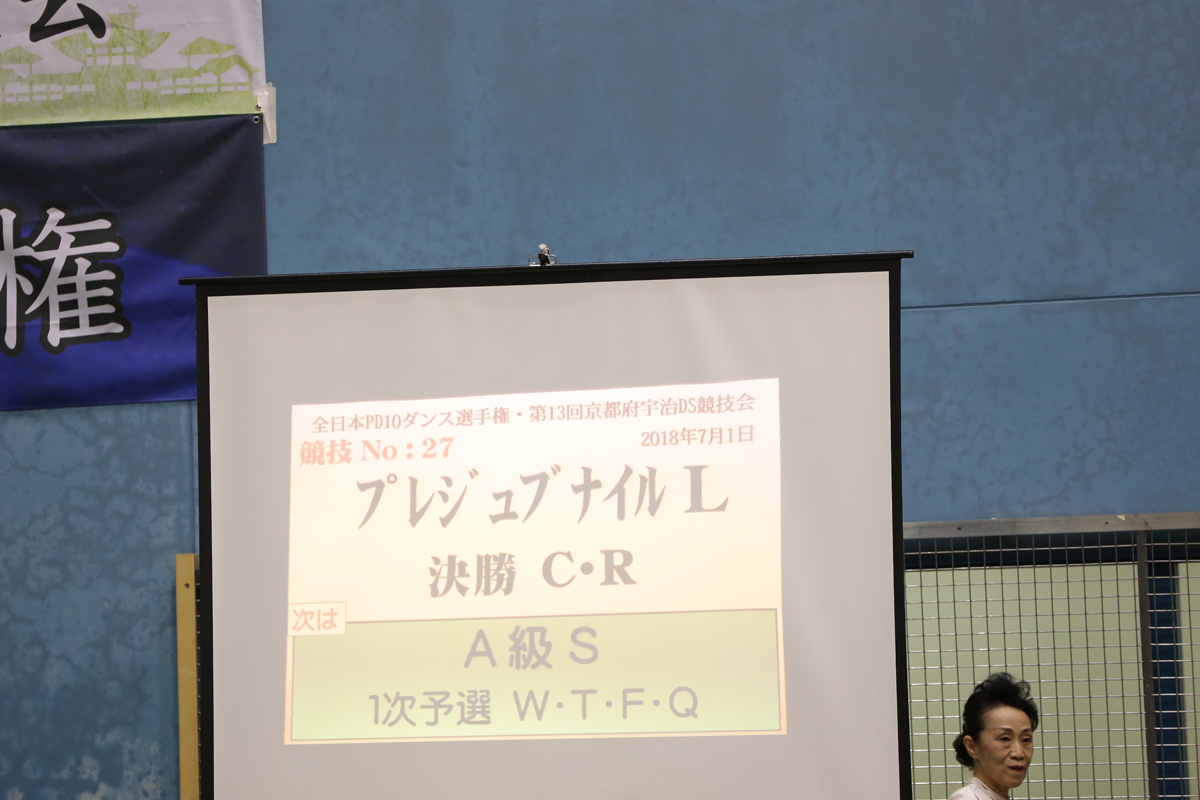 会
権
全日本PD10ダンス選手権・第13回京都府宇治DS競技会
競技 No : 27
2018年7月1日
プレジュブナイル L
決勝 C・R
次は
A級S
1次予選 W・T・F・Q